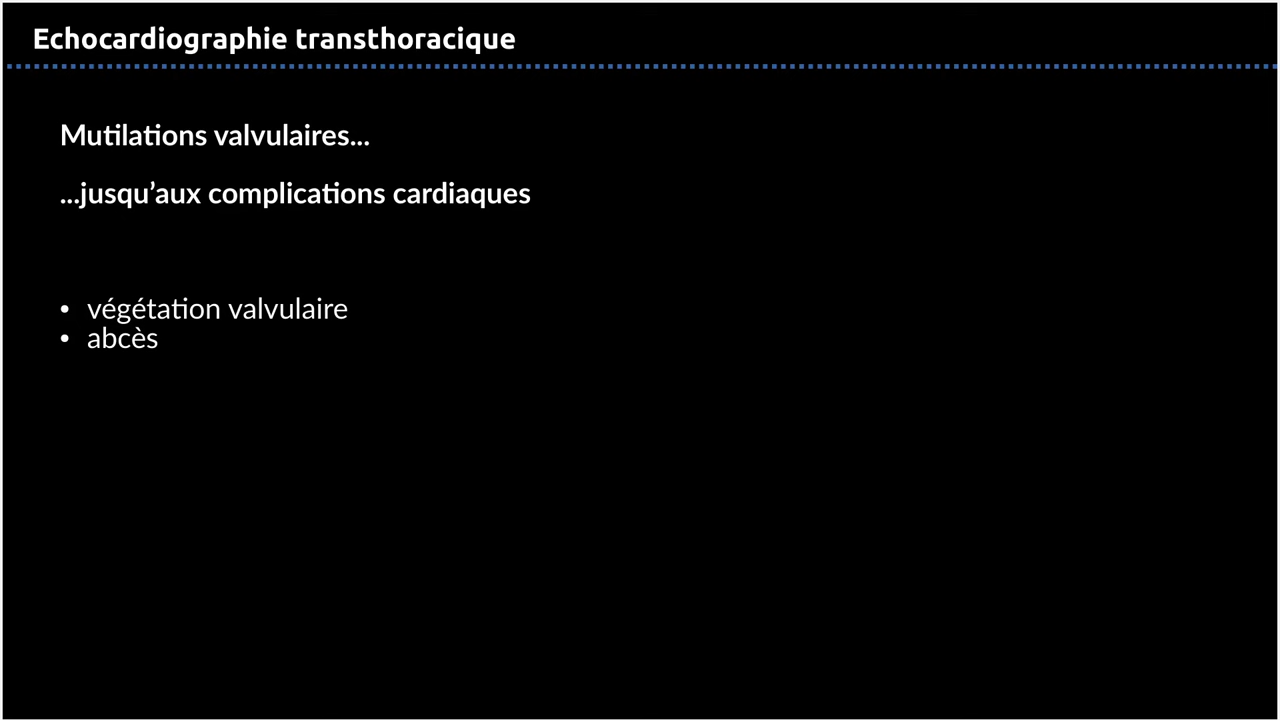 Echocardiographie transthoracique
Mutilations valvulaires...
...jusqu’aux complications cardiaques
• végétation valvulaire
• abcès